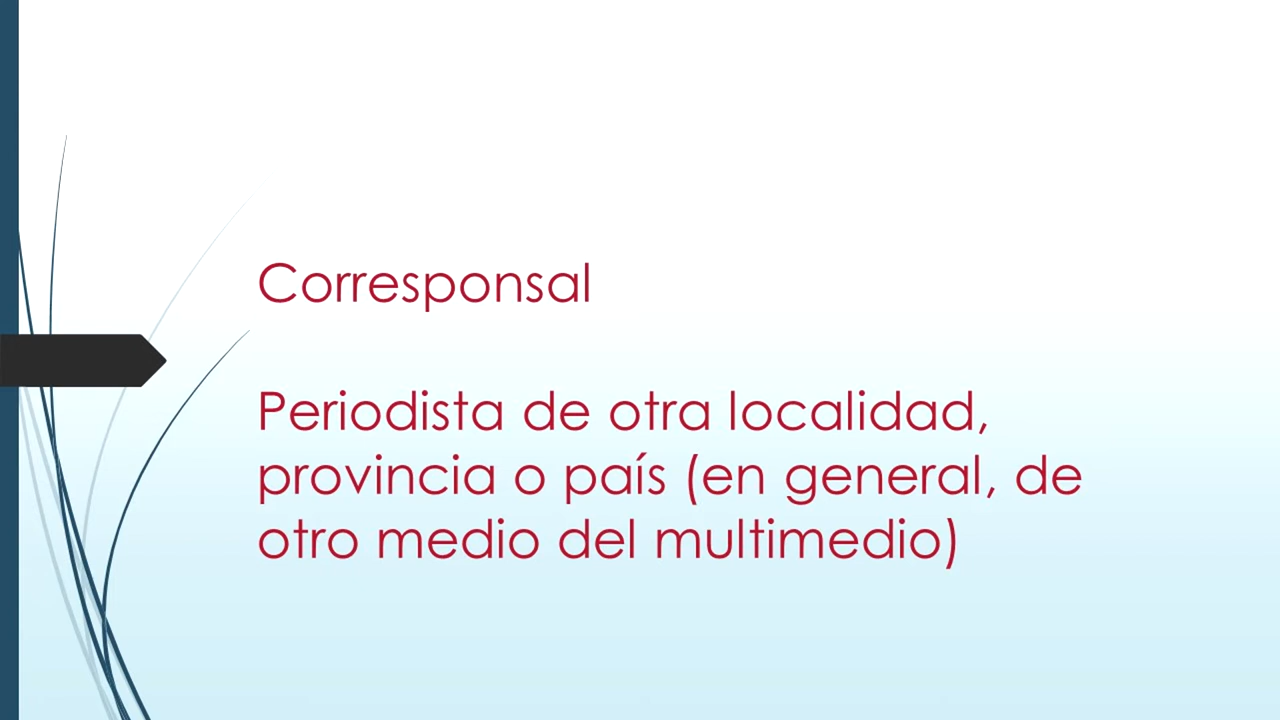 Corresponsal
Periodista de otra localidad,
provincia o país (en general, de
otro medio del multimedio)